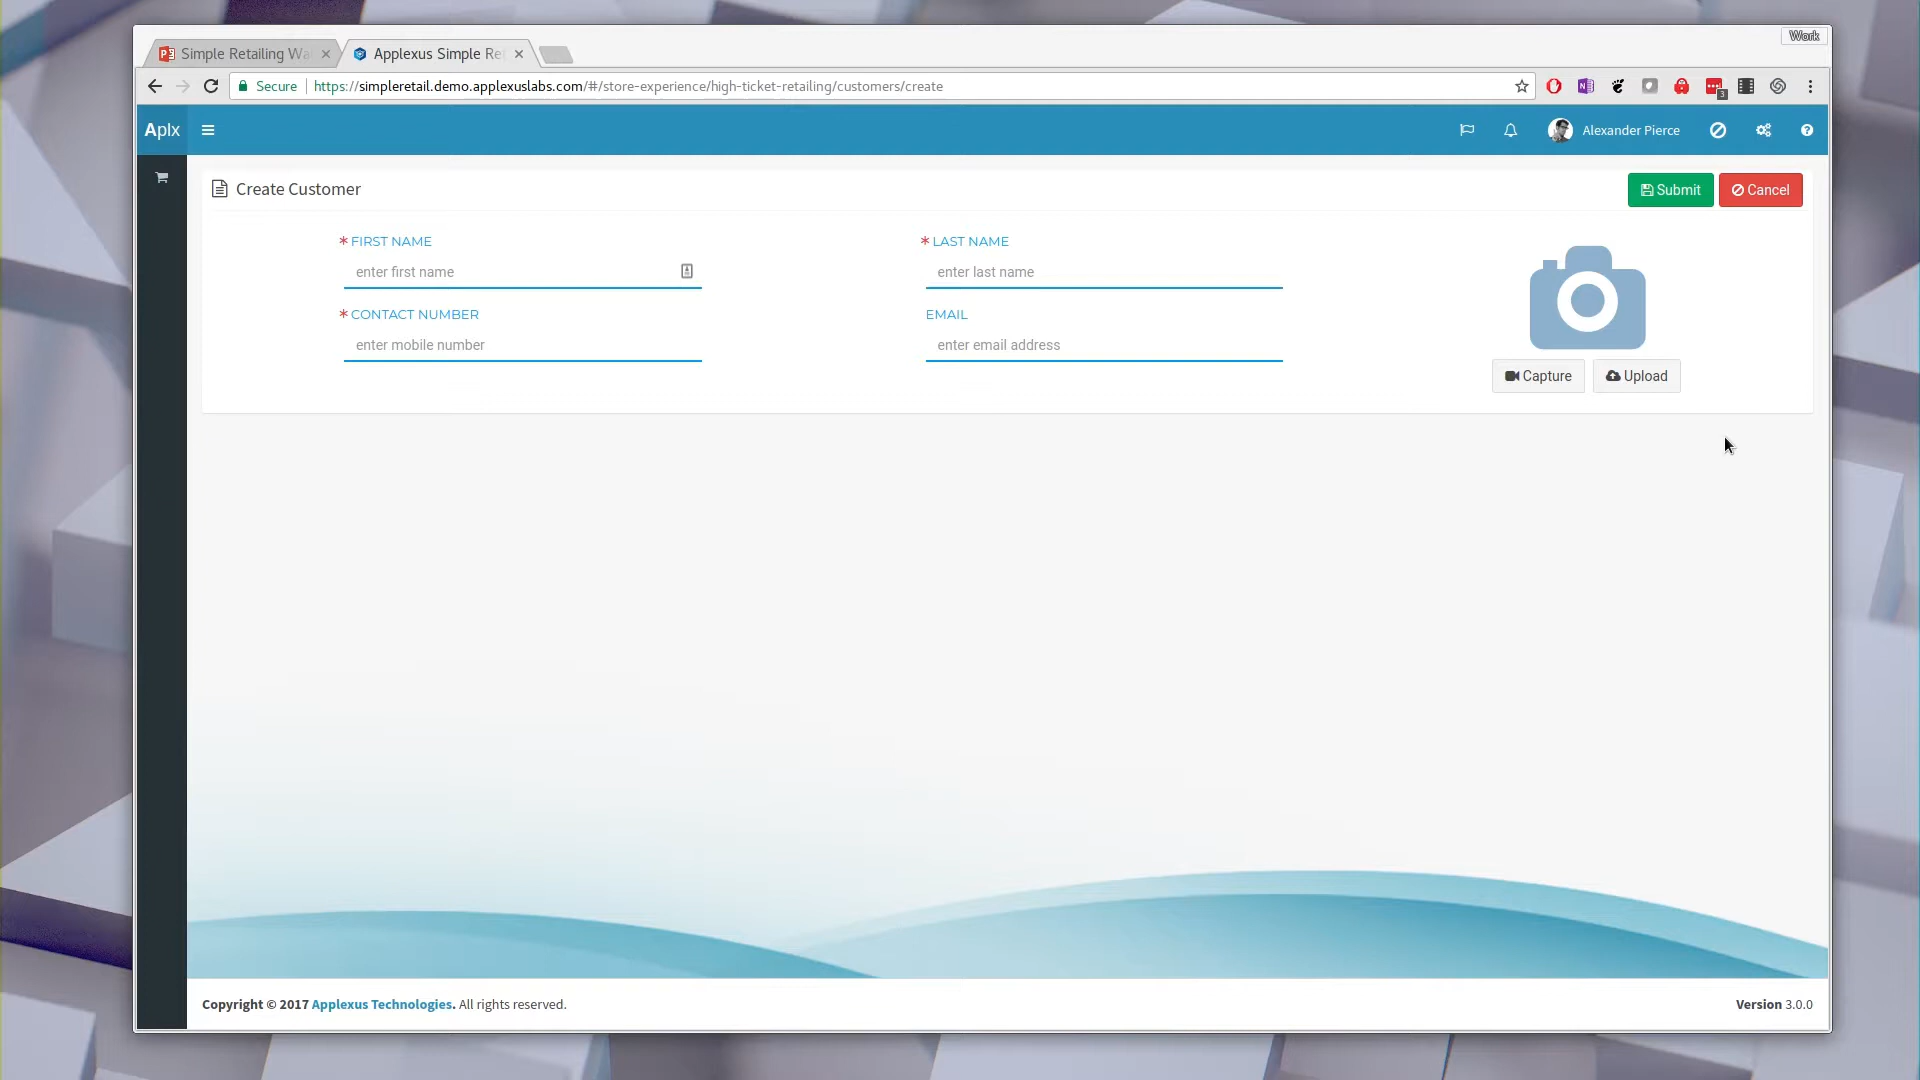 Work
Simple Retailing Wa
Applexus Simple Re
Secure
https://simpleretail.demo.applexuslabs.com/#/store-experience/high-ticket-retailing/customers/create
3
Aplx
Alexander Pierce
Create Customer
Submit
Cancel
* FIRST NAME
* LAST NAME
enter first name
enter last name
* CONTACT NUMBER
EMAIL
enter mobile number
enter email address
Capture
Upload
Copyright © 2017 Applexus Technologies. All rights reserved.
Version 3.0.0